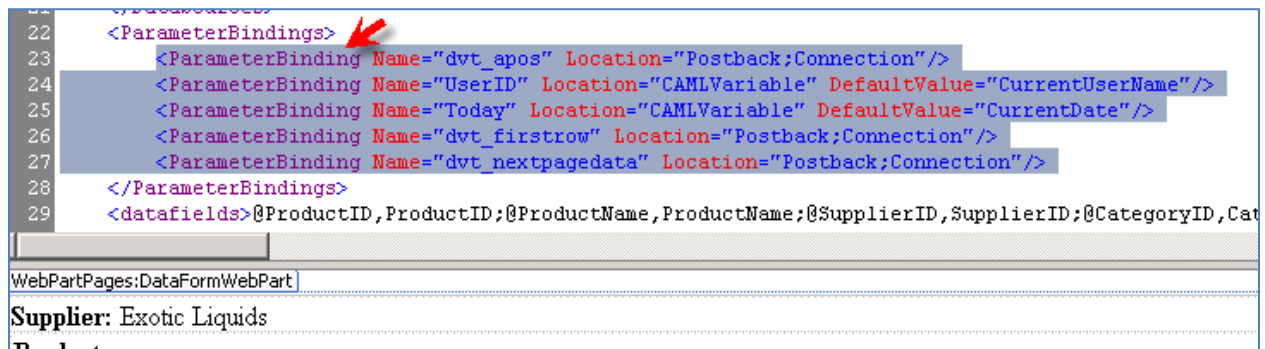 22 <ParameterBindings>
23 <ParameterBinding Name="dvt_apos" Location="Postback;Connection"/>
24 <ParameterBinding Name="UserID" Location="CAMLVariable" DefaultValue="CurrentUserName"/>
25 <ParameterBinding Name="Today" Location="CAMLVariable" DefaultValue="CurrentDate"/>
26 <ParameterBinding Name="dvt_firstrow" Location="Postback;Connection"/>
27 <ParameterBinding Name="dvt_nextpagedata" Location="Postback;Connection"/>
28 </ParameterBindings>
29 <datafields>@ProductID,ProductID;@ProductName,ProductName;@SupplierID,SupplierID;@CategoryID,Cat
WebPartPages:DataFormWebPart
Supplier: Exotic Liquids